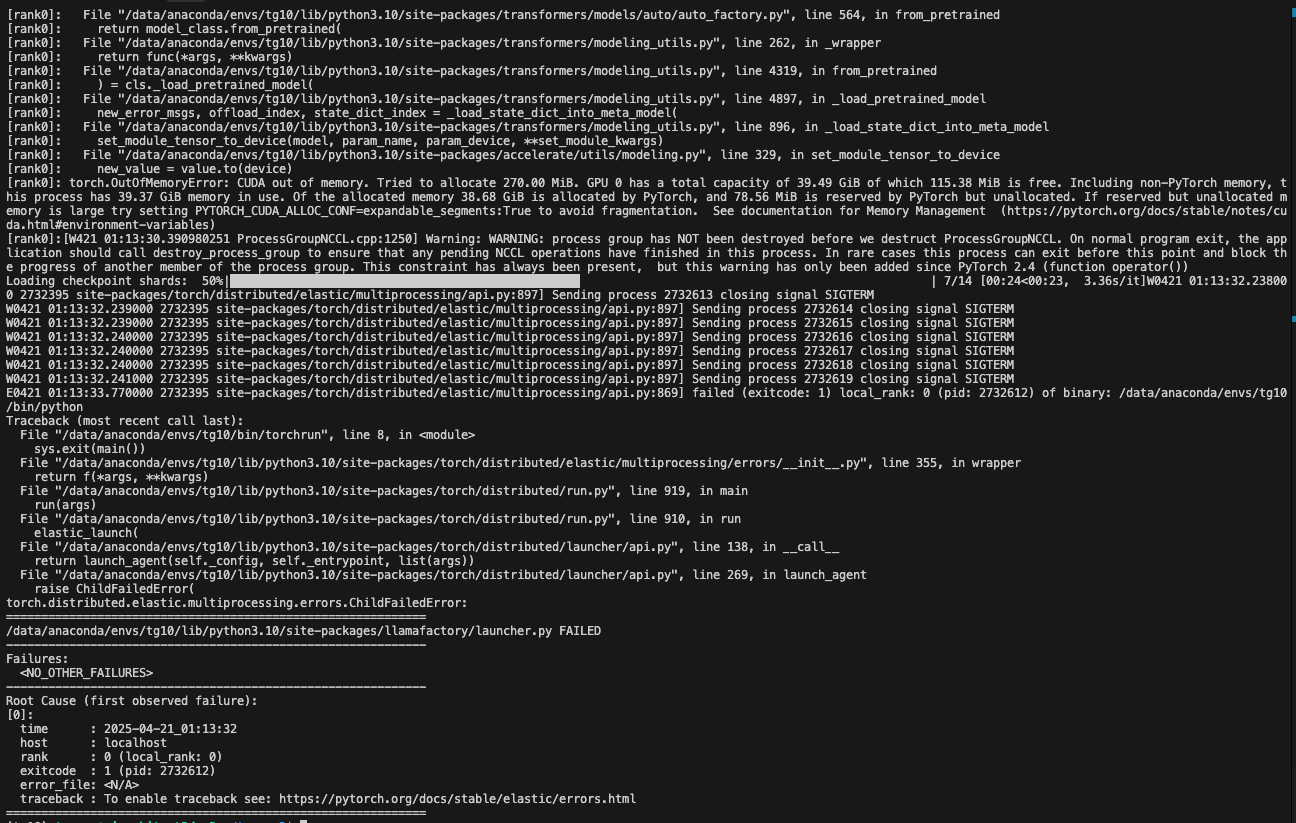 [rank0]:   File "/data/anaconda/envs/tg10/lib/python3.10/site-packages/transformers/models/auto/auto_factory.py", line 564, in from_pretrained
[rank0]:     return model_class.from_pretrained(
[rank0]:   File "/data/anaconda/envs/tg10/lib/python3.10/site-packages/transformers/modeling_utils.py", line 262, in _wrapper
[rank0]:     return func(*args, **kwargs)
[rank0]:   File "/data/anaconda/envs/tg10/lib/python3.10/site-packages/transformers/modeling_utils.py", line 4319, in from_pretrained
[rank0]:     ) = cls._load_pretrained_model(
[rank0]:   File "/data/anaconda/envs/tg10/lib/python3.10/site-packages/transformers/modeling_utils.py", line 4897, in _load_pretrained_model
[rank0]:     new_error_msgs, offload_index, state_dict_index = _load_state_dict_into_meta_model(
[rank0]:   File "/data/anaconda/envs/tg10/lib/python3.10/site-packages/transformers/modeling_utils.py", line 896, in _load_state_dict_into_meta_model
[rank0]:     set_module_tensor_to_device(model, param_name, param_device, **set_module_kwargs)
[rank0]:   File "/data/anaconda/envs/tg10/lib/python3.10/site-packages/accelerate/utils/modeling.py", line 329, in set_module_tensor_to_device
[rank0]:     new_value = value.to(device)
[rank0]: torch.OutOfMemoryError: CUDA out of memory. Tried to allocate 270.00 MiB. GPU 0 has a total capacity of 39.49 GiB of which 115.38 MiB is free. Including non-PyTorch memory, t
his process has 39.37 GiB memory in use. Of the allocated memory 38.68 GiB is allocated by PyTorch, and 78.56 MiB is reserved by PyTorch but unallocated. If reserved but unallocated m
emory is large try setting PYTORCH_CUDA_ALLOC_CONF=expandable_segments:True to avoid fragmentation.  See documentation for Memory Management  (https://pytorch.org/docs/stable/notes/cu
da.html#environment-variables)
[rank0]:[W421 01:13:30.390980251 ProcessGroupNCCL.cpp:1250] Warning: WARNING: process group has NOT been destroyed before we destruct ProcessGroupNCCL. On normal program exit, the app
lication should call destroy_process_group to ensure that any pending NCCL operations have finished in this process. In rare cases this process can exit before this point and block th
e progress of another member of the process group. This constraint has always been present,  but this warning has only been added since PyTorch 2.4 (function operator())
Loading checkpoint shards:  50%| | 7/14 [00:24<00:23,  3.36s/it]W0421 01:13:32.23800
0 2732395 site-packages/torch/distributed/elastic/multiprocessing/api.py:897] Sending process 2732613 closing signal SIGTERM
W0421 01:13:32.239000 2732395 site-packages/torch/distributed/elastic/multiprocessing/api.py:897] Sending process 2732614 closing signal SIGTERM
W0421 01:13:32.239000 2732395 site-packages/torch/distributed/elastic/multiprocessing/api.py:897] Sending process 2732615 closing signal SIGTERM
W0421 01:13:32.240000 2732395 site-packages/torch/distributed/elastic/multiprocessing/api.py:897] Sending process 2732616 closing signal SIGTERM
W0421 01:13:32.240000 2732395 site-packages/torch/distributed/elastic/multiprocessing/api.py:897] Sending process 2732617 closing signal SIGTERM
W0421 01:13:32.240000 2732395 site-packages/torch/distributed/elastic/multiprocessing/api.py:897] Sending process 2732618 closing signal SIGTERM
W0421 01:13:32.241000 2732395 site-packages/torch/distributed/elastic/multiprocessing/api.py:897] Sending process 2732619 closing signal SIGTERM
E0421 01:13:33.770000 2732395 site-packages/torch/distributed/elastic/multiprocessing/api.py:869] failed (exitcode: 1) local_rank: 0 (pid: 2732612) of binary: /data/anaconda/envs/tg10
/bin/python
Traceback (most recent call last):
  File "/data/anaconda/envs/tg10/bin/torchrun", line 8, in <module>
    sys.exit(main())
  File "/data/anaconda/envs/tg10/lib/python3.10/site-packages/torch/distributed/elastic/multiprocessing/errors/__init__.py", line 355, in wrapper
    return f(*args, **kwargs)
  File "/data/anaconda/envs/tg10/lib/python3.10/site-packages/torch/distributed/run.py", line 919, in main
    run(args)
  File "/data/anaconda/envs/tg10/lib/python3.10/site-packages/torch/distributed/run.py", line 910, in run
    elastic_launch(
  File "/data/anaconda/envs/tg10/lib/python3.10/site-packages/torch/distributed/launcher/api.py", line 138, in __call__
    return launch_agent(self._config, self._entrypoint, list(args))
  File "/data/anaconda/envs/tg10/lib/python3.10/site-packages/torch/distributed/launcher/api.py", line 269, in launch_agent
    raise ChildFailedError(
torch.distributed.elastic.multiprocessing.errors.ChildFailedError:
============================================================
/data/anaconda/envs/tg10/lib/python3.10/site-packages/llamafactory/launcher.py FAILED
------------------------------------------------------------
Failures:
  <NO_OTHER_FAILURES>
------------------------------------------------------------
Root Cause (first observed failure):
[0]:
  time      : 2025-04-21_01:13:32
  host      : localhost
  rank      : 0 (local_rank: 0)
  exitcode  : 1 (pid: 2732612)
  error_file: <N/A>
  traceback : To enable traceback see: https://pytorch.org/docs/stable/elastic/errors.html
============================================================